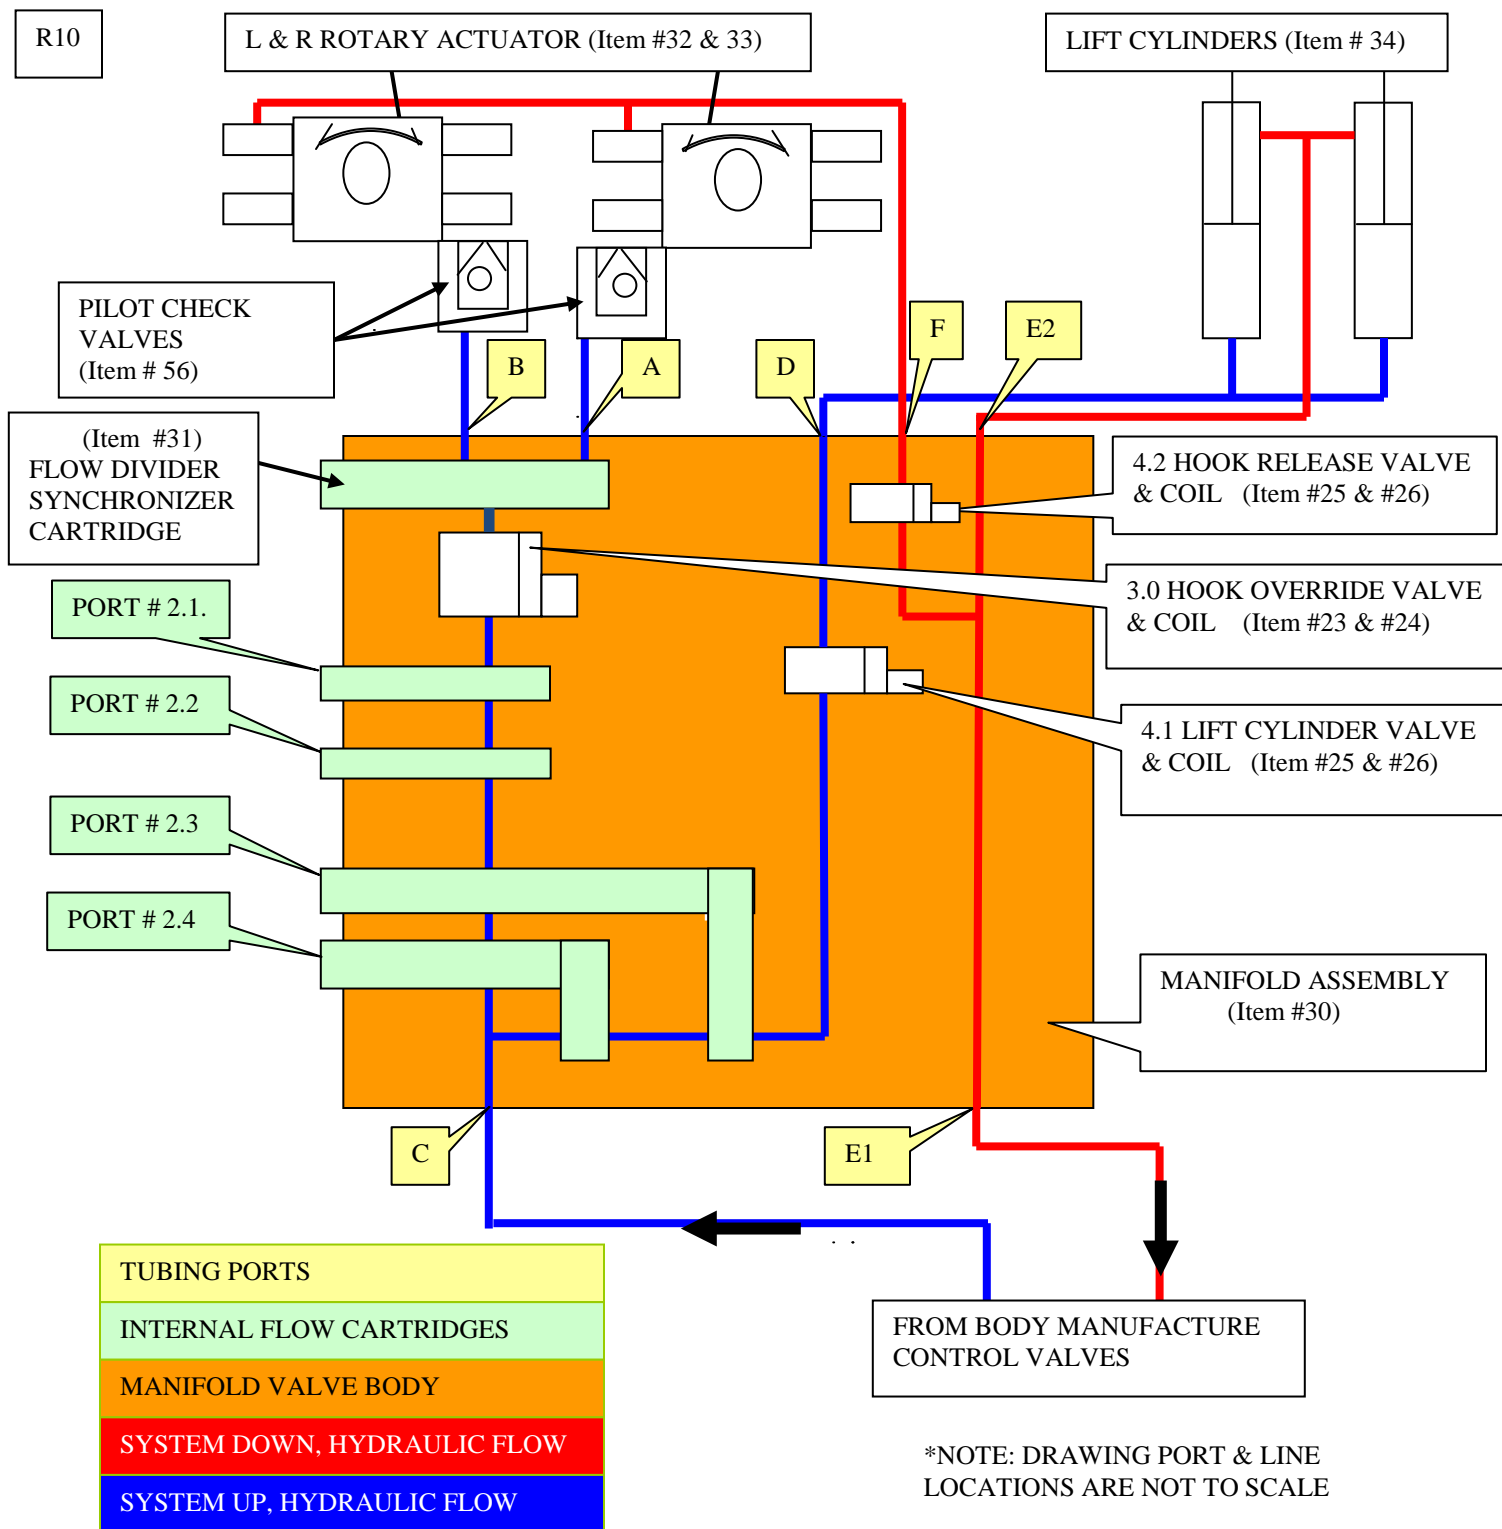 R10
L & R ROTARY ACTUATOR (Item #32 & 33)
LIFT CYLINDERS (Item # 34)
PILOT CHECK
VALVES
(Item # 56)
B
A
D
F
E2
(Item #31)
FLOW DIVIDER
SYNCHRONIZER
CARTRIDGE
4.2 HOOK RELEASE VALVE
& COIL (Item #25 & #26)
3.0 HOOK OVERRIDE VALVE
& COIL (Item #23 & #24)
PORT # 2.1.
PORT # 2.2
4.1 LIFT CYLINDER VALVE
& COIL (Item #25 & #26)
PORT # 2.3
PORT # 2.4
MANIFOLD ASSEMBLY
(Item #30)
C
E1
TUBING PORTS
INTERNAL FLOW CARTRIDGES
MANIFOLD VALVE BODY
SYSTEM DOWN, HYDRAULIC FLOW
SYSTEM UP, HYDRAULIC FLOW
FROM BODY MANUFACTURE
CONTROL VALVES
*NOTE: DRAWING PORT & LINE
LOCATIONS ARE NOT TO SCALE